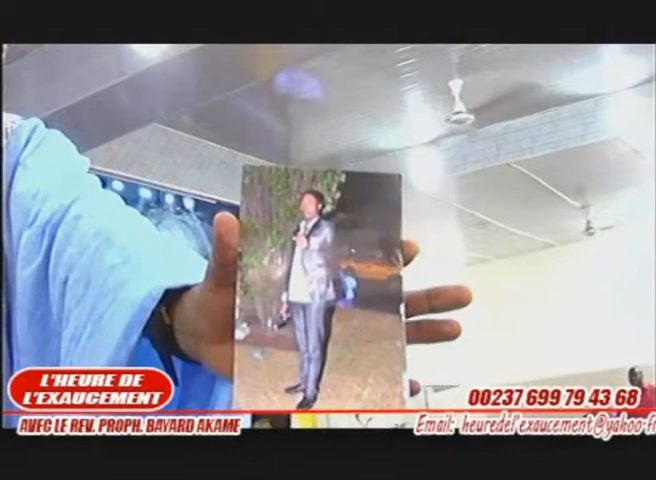 L'HEURE DE
L'EXAUCEMENT
AVEC LE REV. PROPH. BAYARD AKAME
00237 699 79 43 68
Email: heuredel'exaucement@yahoo.fr